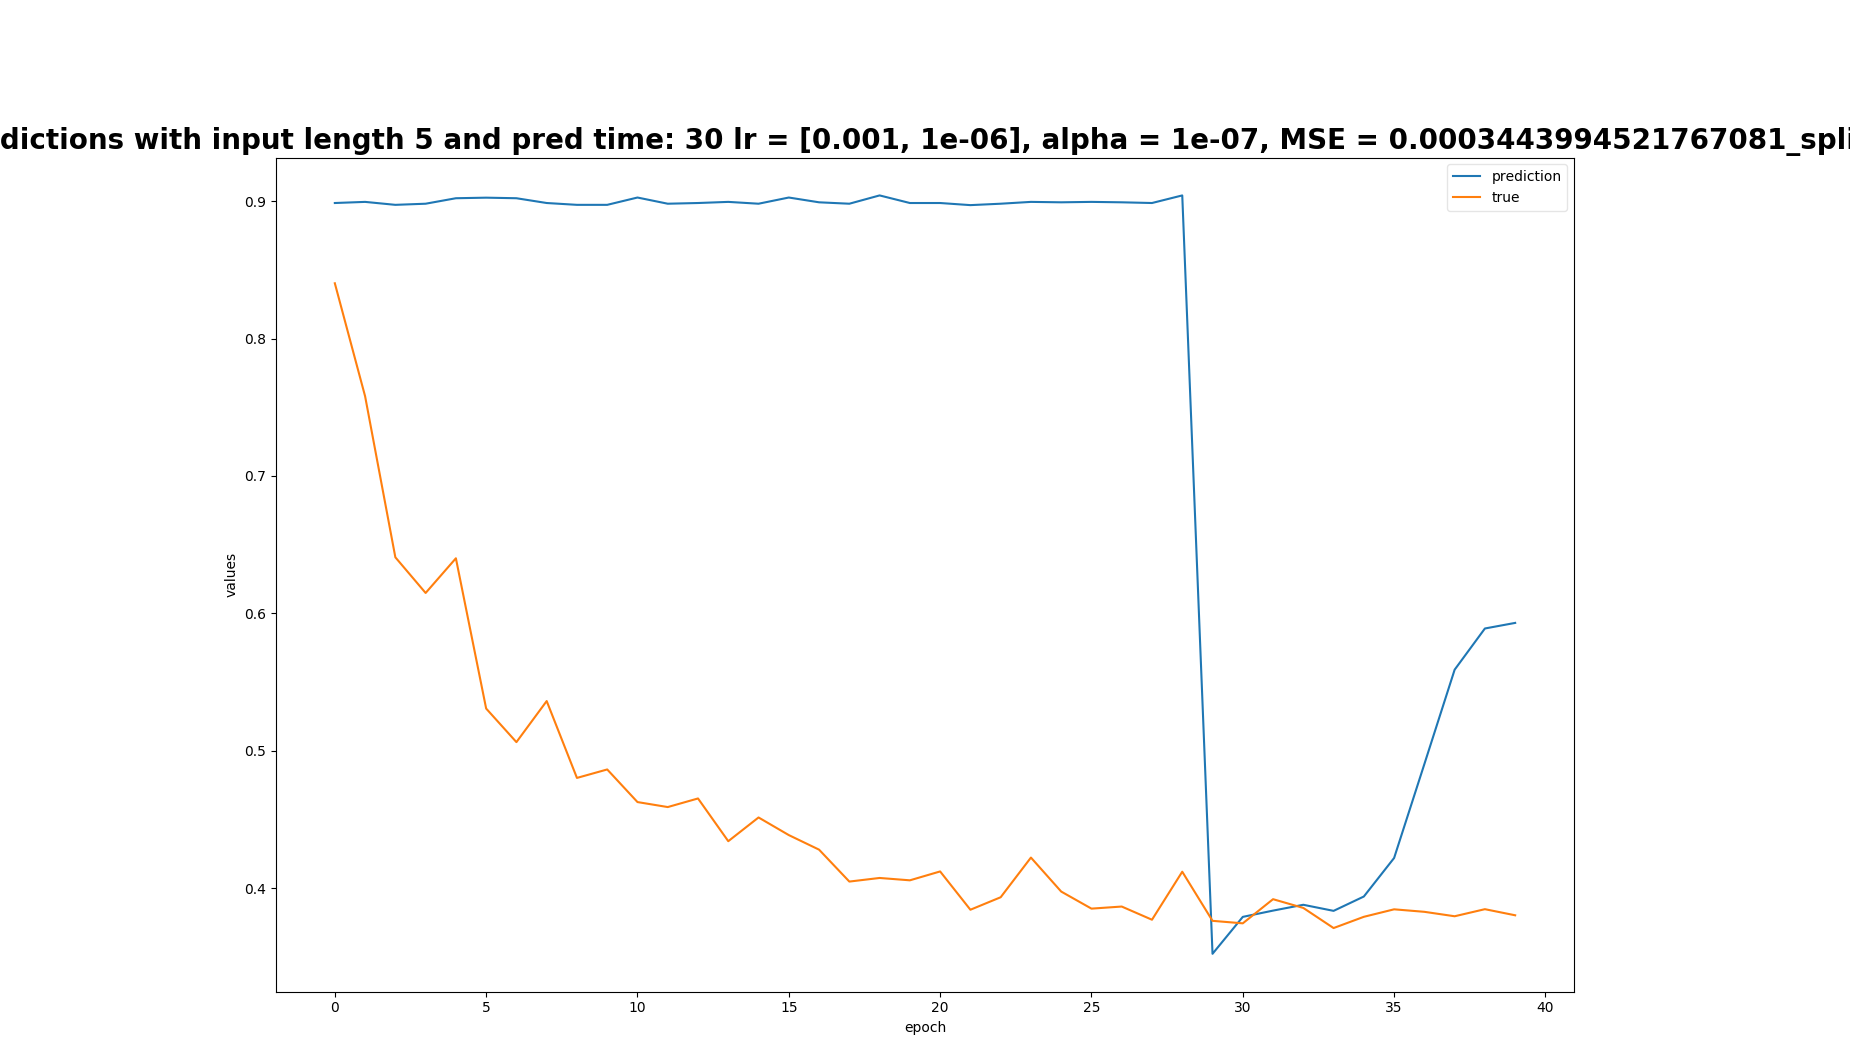 dictions with input length 5 and pred time: 30 lr = [0.001, 1e-06], alpha = 1e-07, MSE = 0.0003443994521767081_spli
prediction
true
0.9
0.8
0.7
0.6
0.5
0.4
values
0 5 10 15 20 25 30 35 40
epoch